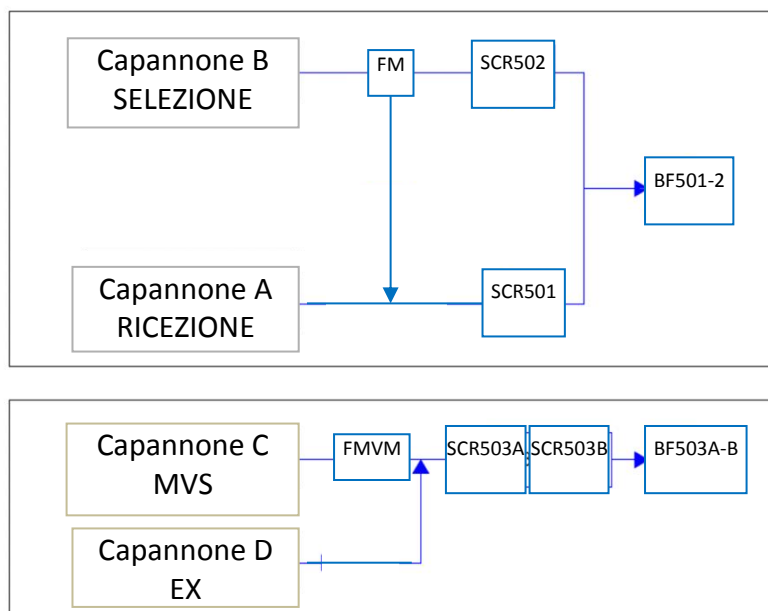 Capannone B
SELEZIONE
FM
SCR502
BF501-2
Capannone A
RICEZIONE
SCR501
Capannone C
MVS
FMVM
SCR503A
SCR503B
BF503A-B
Capannone D
EX